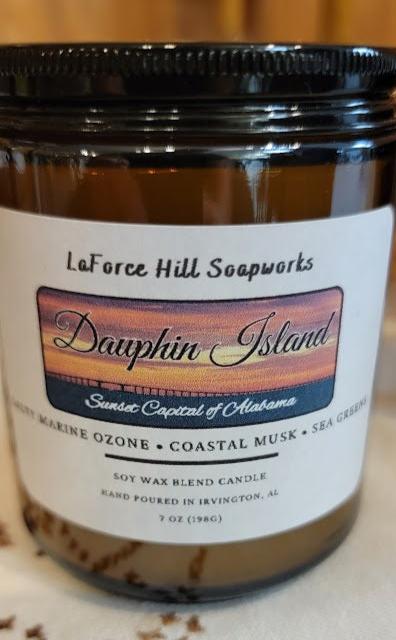 LaForce Hill Soapworks
Dauphin Island
Sunset Capital of Alabama
MARINE OZONE • COASTAL MUSK • SEA GREENS
SOY WAX BLEND CANDLE
HAND POURED IN IRVINGTON, AL
7 OZ (198G)